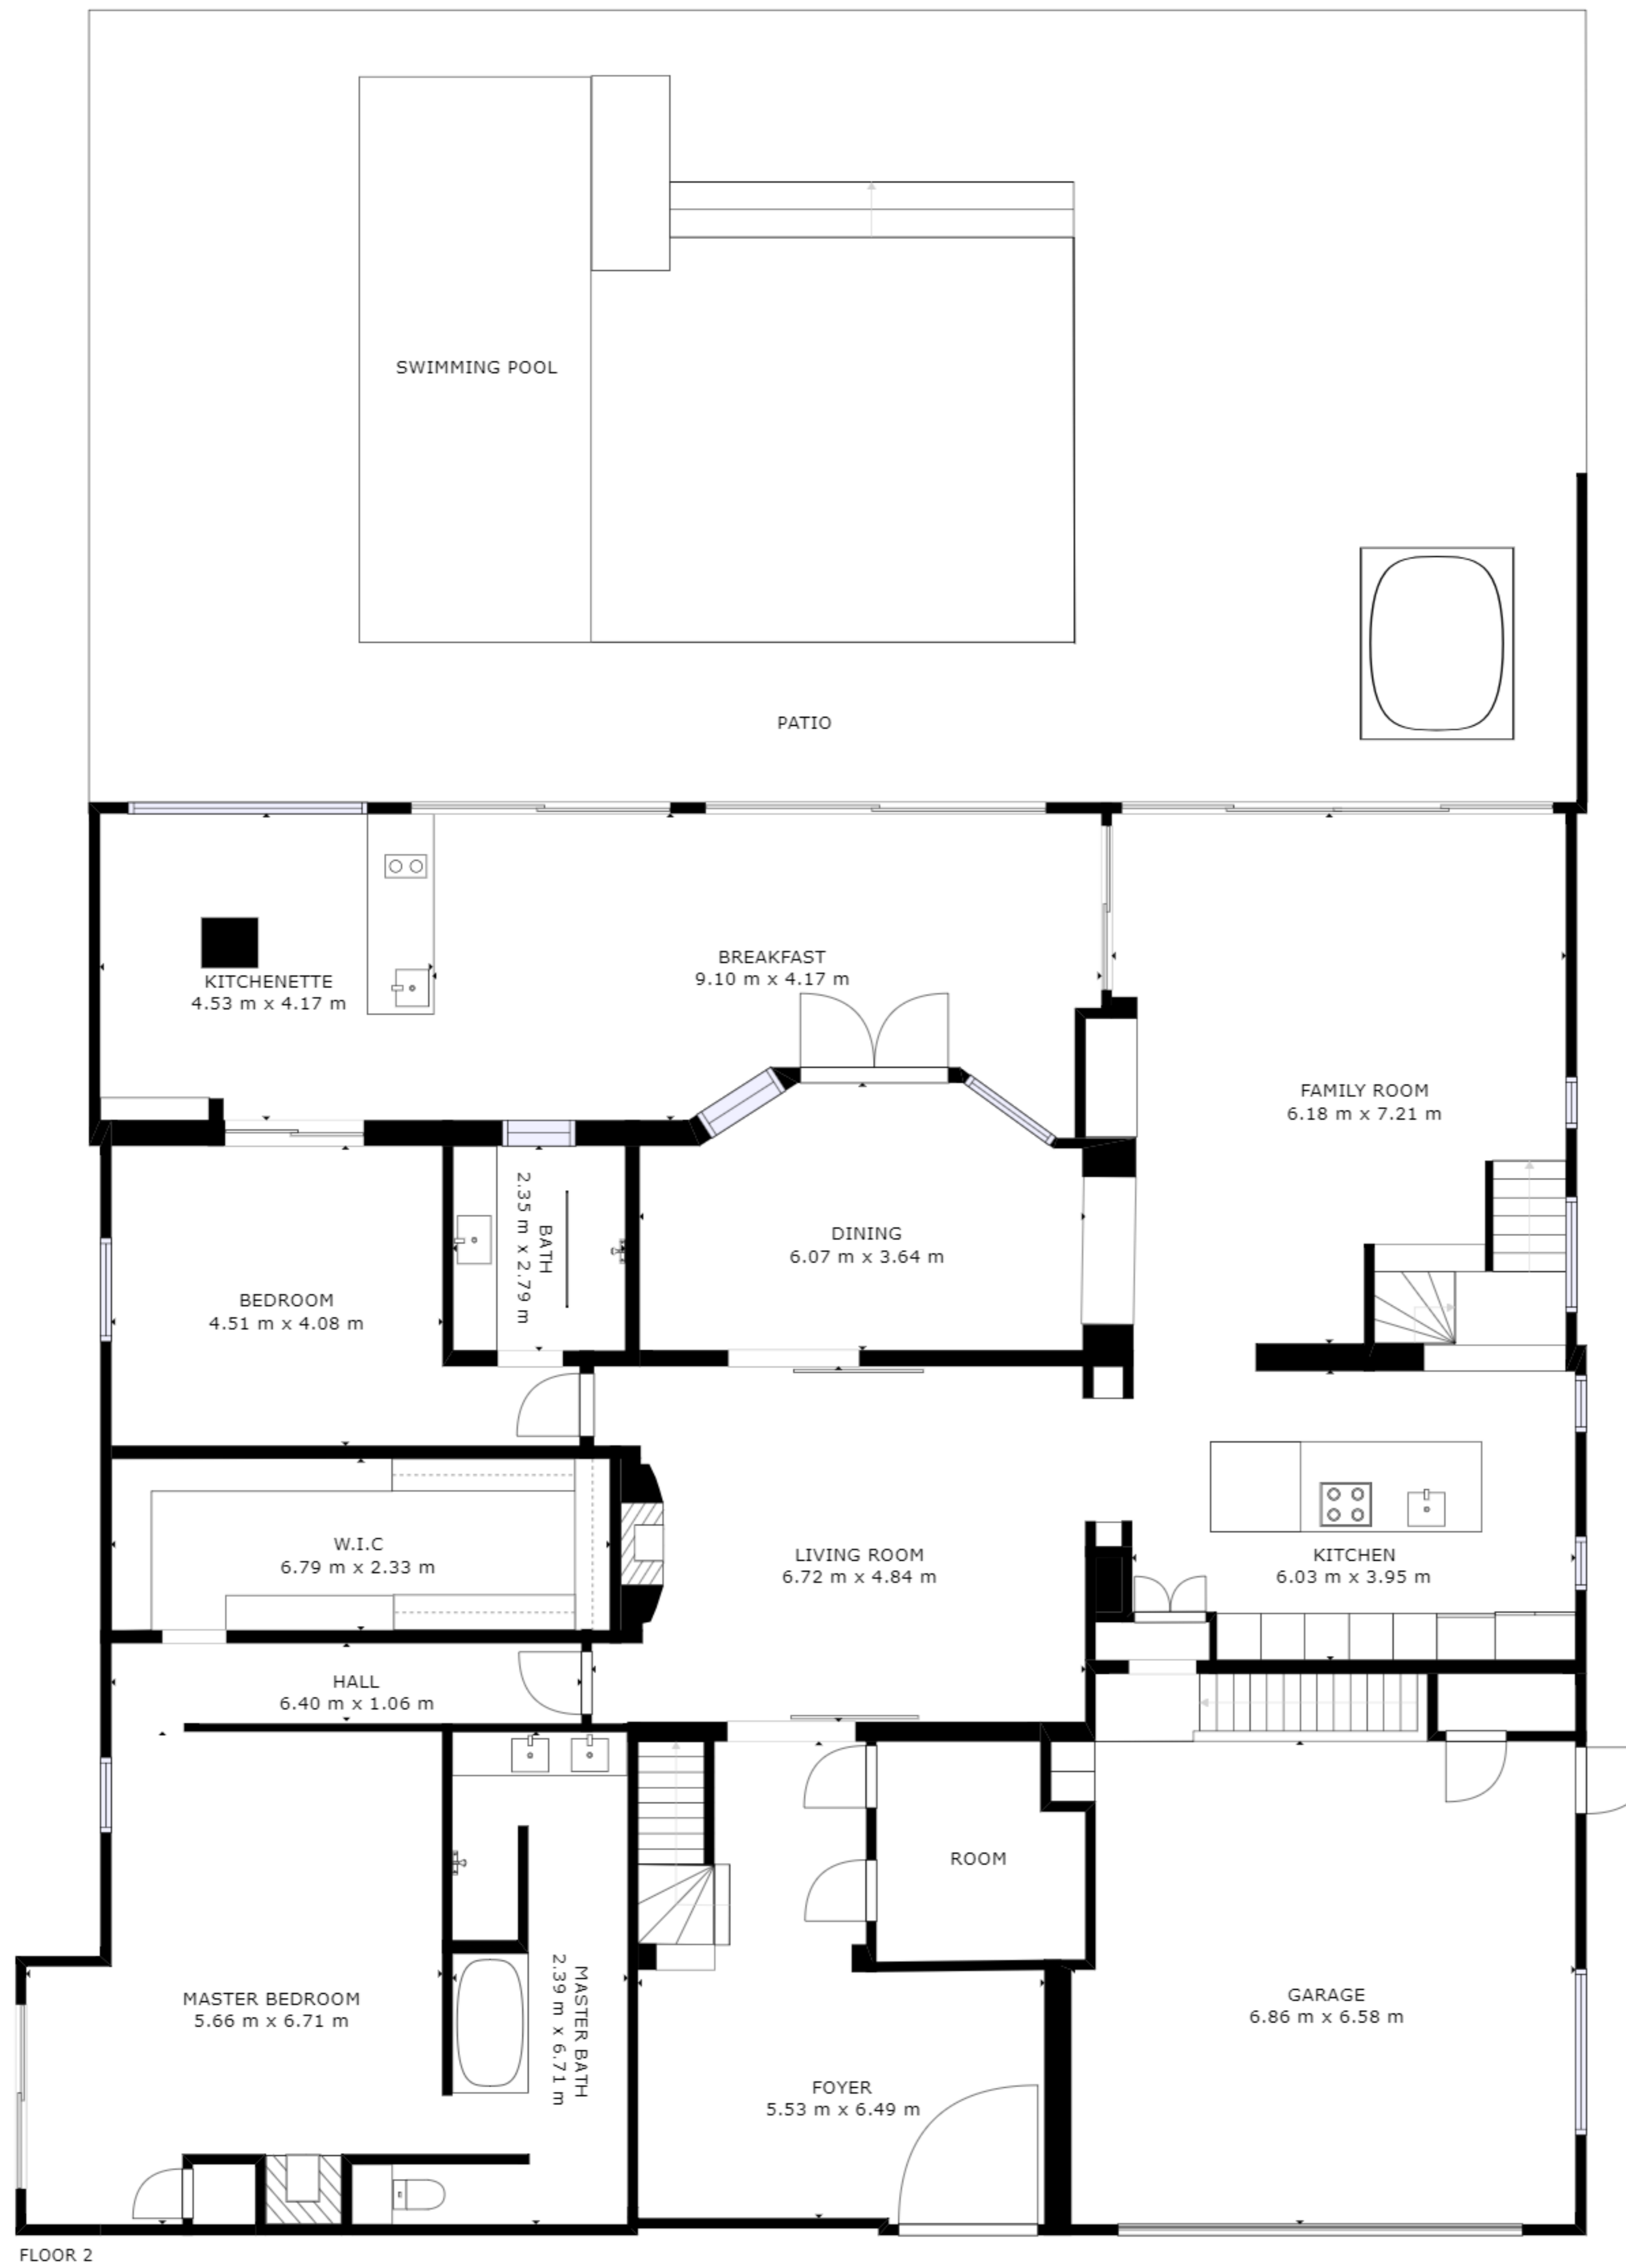 SWIMMING POOL
PATIO
BREAKFAST
9.10 m x 4.17 m
KITCHENETTE
4.53 m x 4.17 m
FAMILY ROOM
6.18 m x 7.21 m
BATH
2.35 m x 2.79 m
DINING
6.07 m x 3.64 m
BEDROOM
4.51 m x 4.08 m
W.I.C
6.79 m x 2.33 m
LIVING ROOM
6.72 m x 4.84 m
KITCHEN
6.03 m x 3.95 m
HALL
6.40 m x 1.06 m
ROOM
MASTER BEDROOM
5.66 m x 6.71 m
MASTER BATH
2.39 m x 6.71 m
GARAGE
6.86 m x 6.58 m
FOYER
5.53 m x 6.49 m
FLOOR 2